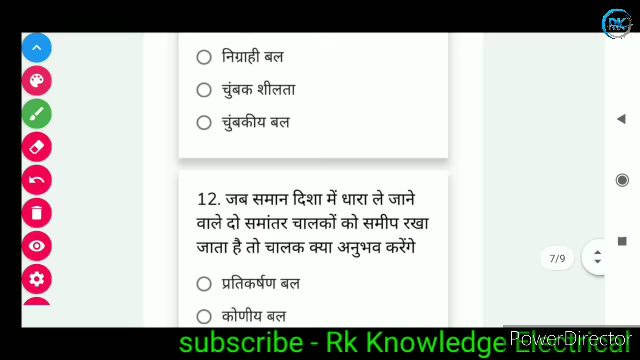 RK
निग्राही बल
चुंबक शीलता
चुंबकीय बल
12. जब समान दिशा में धारा ले जाने
वाले दो समांतर चालकों को समीप रखा
जाता है तो चालक क्या अनुभव करेंगे
7/9
प्रतिकर्षण बल
कोणीय बल
PowerDirector
subscribe - Rk Knowledge Electrical